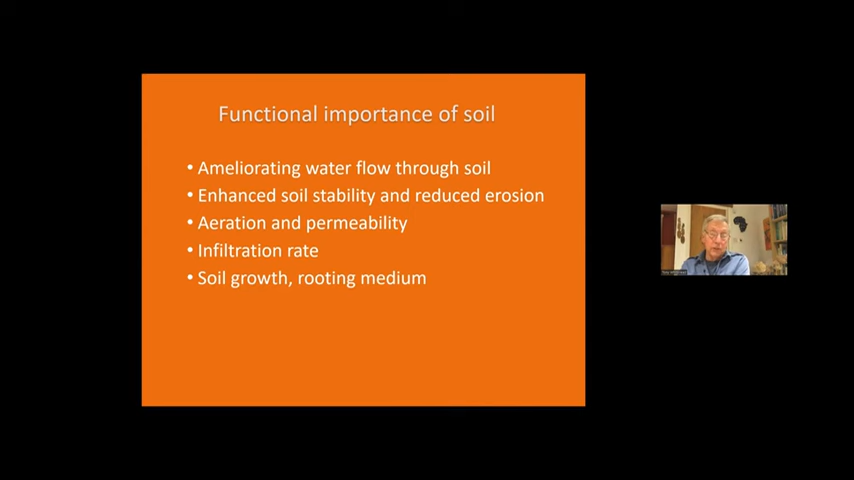 Functional importance of soil
• Ameliorating water flow through soil
• Enhanced soil stability and reduced erosion
• Aeration and permeability
• Infiltration rate
• Soil growth, rooting medium